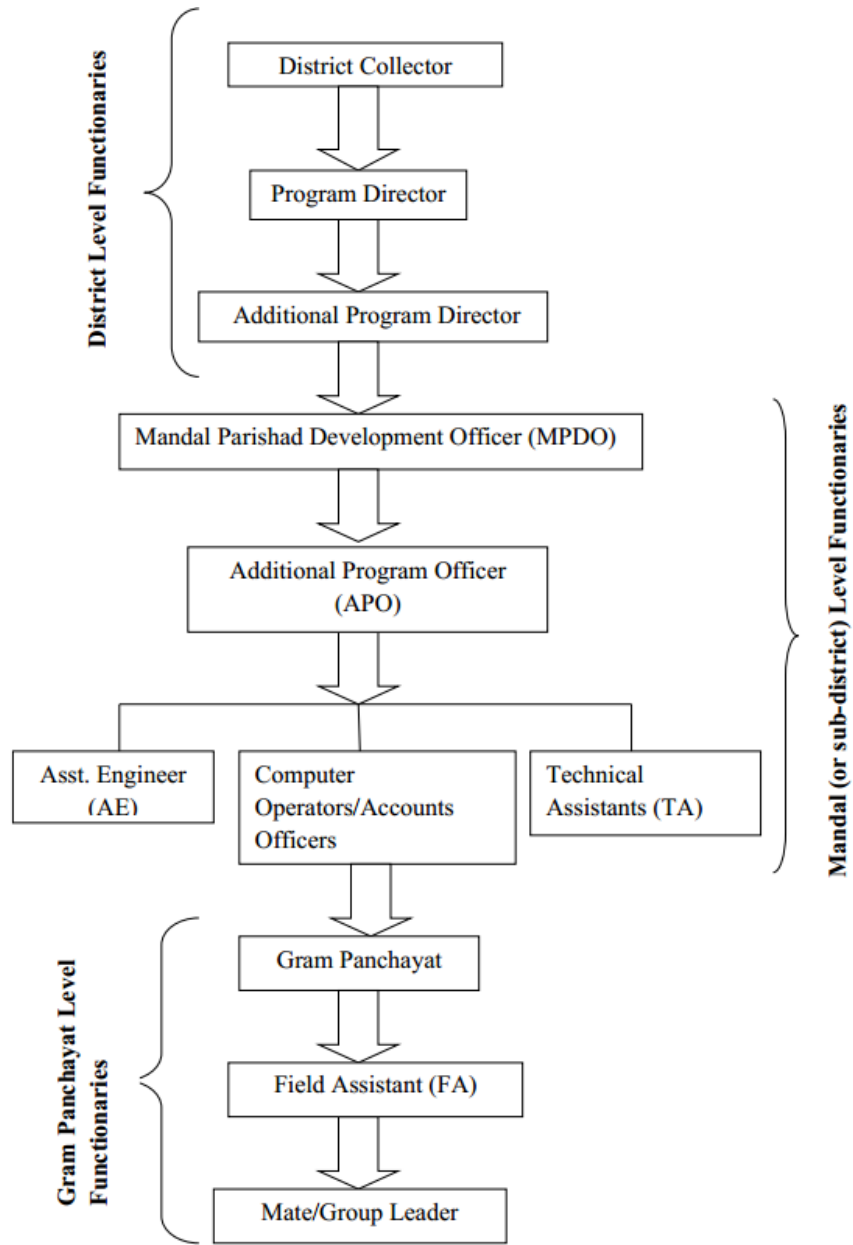 District Level Functionaries
District Collector
Program Director
Additional Program Director
Mandal (or sub-district) Level Functionaries
Mandal Parishad Development Officer (MPDO)
Additional Program Officer
(APO)
Asst. Engineer
(AE)
Computer
Operators/Accounts
Officers
Technical
Assistants (TA)
Gram Panchayat Level
Functionaries
Gram Panchayat
Field Assistant (FA)
Mate/Group Leader